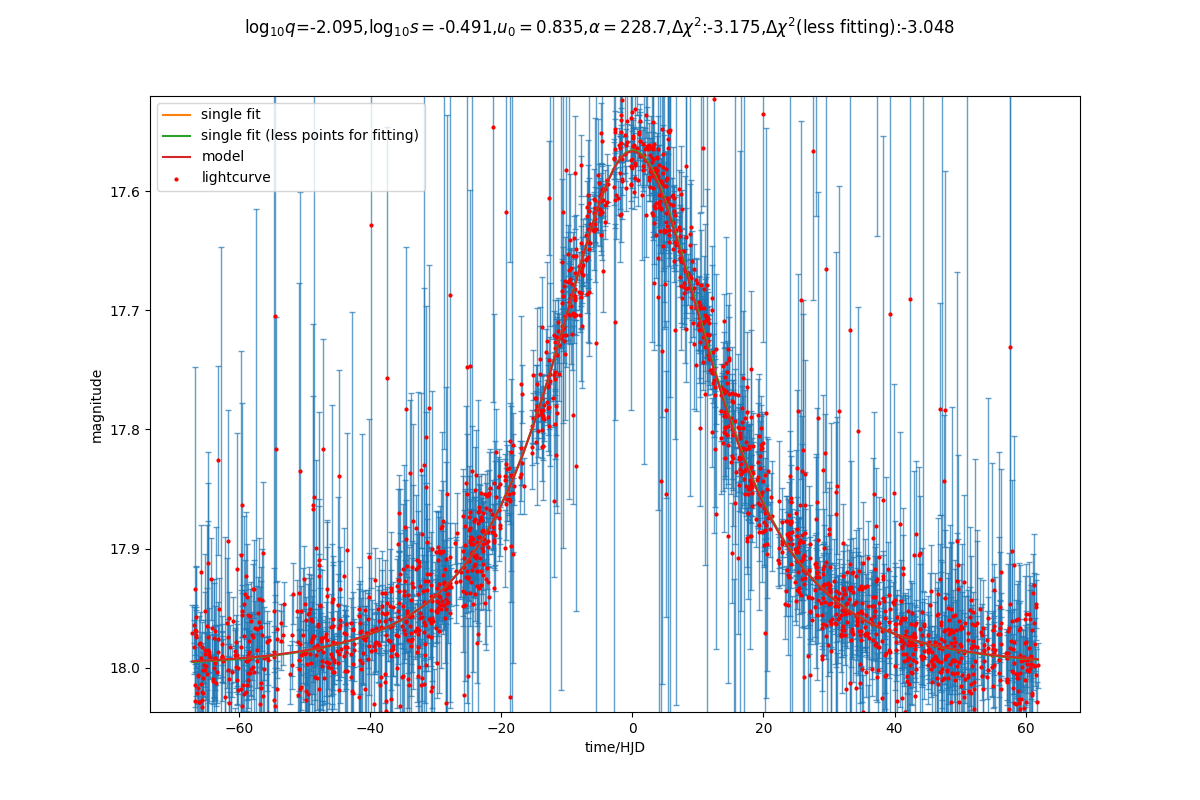 log₁₀q=-2.095,log₁₀s = -0.491,u₀ = 0.835,α = 228.7,Δχ²:-3.175,Δχ²(less fitting):-3.048
single fit
single fit (less points for fitting)
model
lightcurve
17.6
17.7
17.8
17.9
18.0
magnitude
−60 −40 −20 0 20 40 60
time/HJD